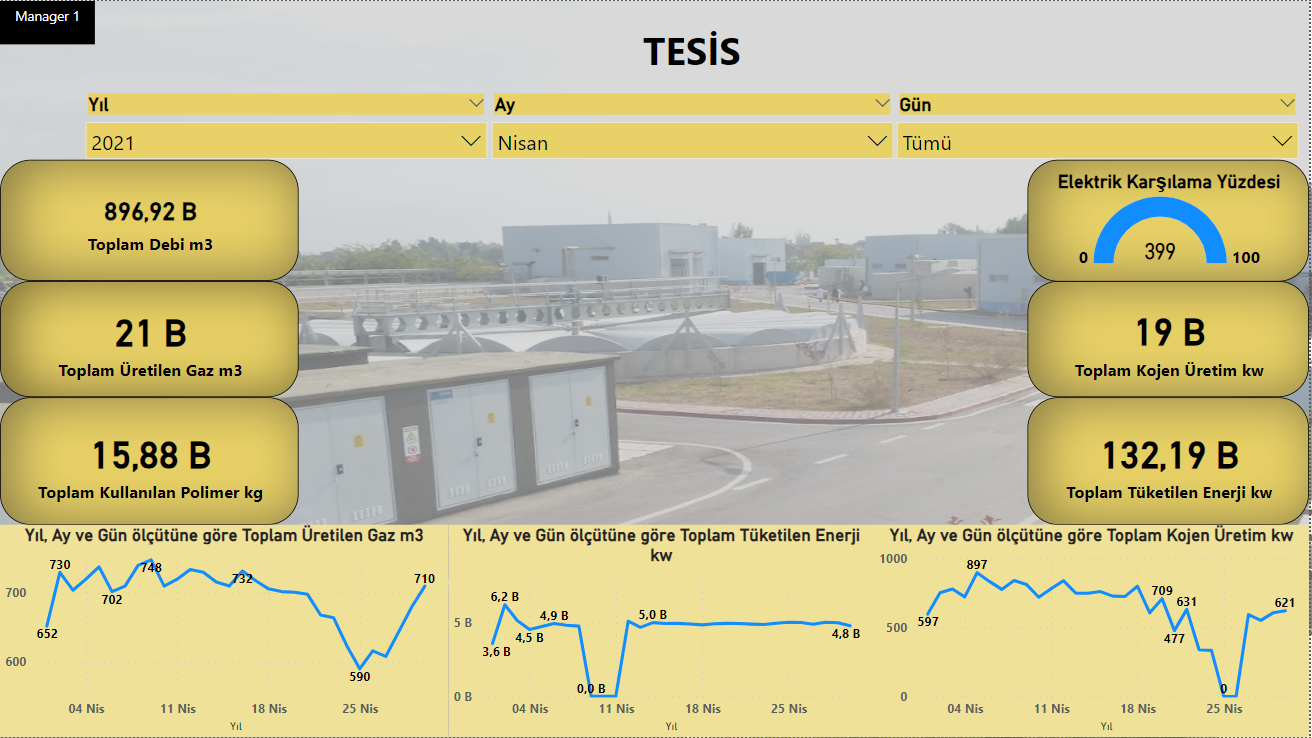 Manager 1
TESİS
Yıl
Ay
Gün
2021
Nisan
Tümü
896,92 B
Toplam Debi m3
21 B
Toplam Üretilen Gaz m3
15,88 B
Toplam Kullanılan Polimer kg
Elektrik Karşılama Yüzdesi
399
0
100
19 B
Toplam Kojen Üretim kw
132,19 B
Toplam Tüketilen Enerji kw
Yıl, Ay ve Gün ölçütüne göre Toplam Üretilen Gaz m3
700
600
652
730
702
748
732
590
710
04 Nis
11 Nis
18 Nis
25 Nis
Yıl
Yıl, Ay ve Gün ölçütüne göre Toplam Tüketilen Enerji
kw
5 B
0 B
3,6 B
6,2 B
4,5 B
4,9 B
0,0 B
5,0 B
4,8 B
04 Nis
11 Nis
18 Nis
25 Nis
Yıl
Yıl, Ay ve Gün ölçütüne göre Toplam Kojen Üretim kw
1000
500
0
597
897
709
477
631
0
621
04 Nis
11 Nis
18 Nis
25 Nis
Yıl